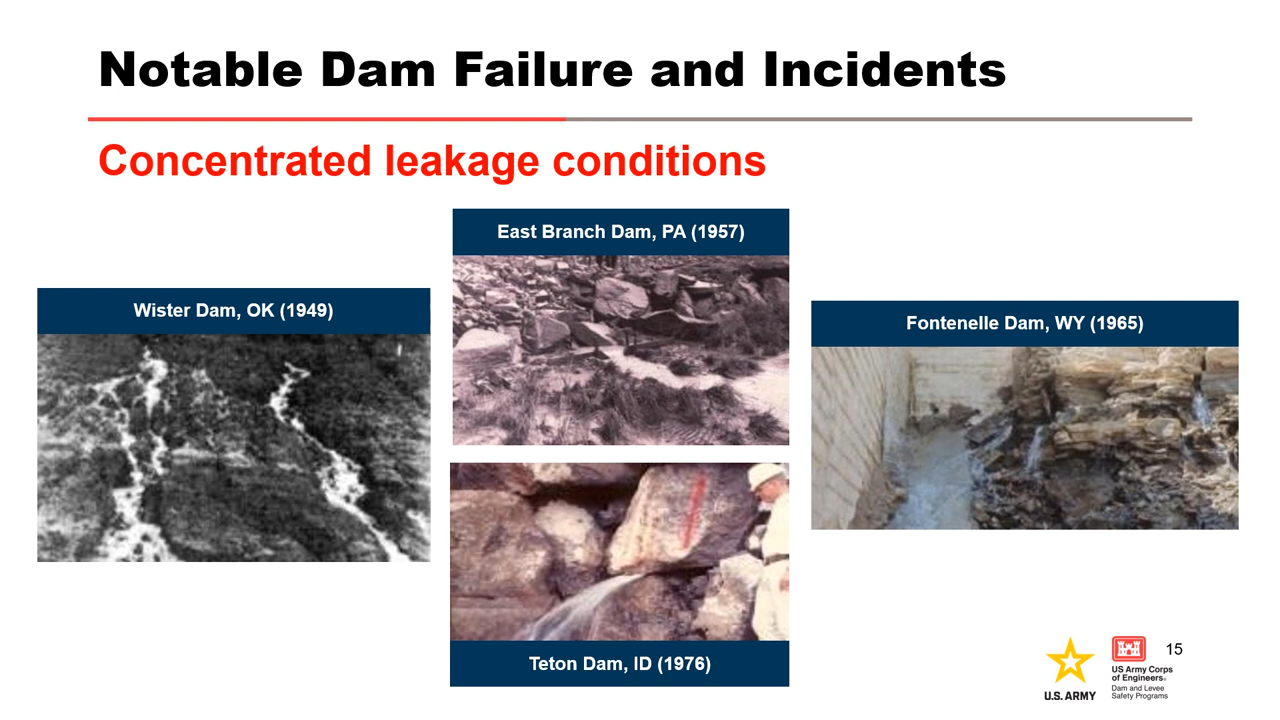 Notable Dam Failure and Incidents
Concentrated leakage conditions
East Branch Dam, PA (1957)
Wister Dam, OK (1949)
Fontenelle Dam, WY (1965)
Teton Dam, ID (1976)
15
U.S. ARMY
US Army Corps
of Engineers®
Dam and Levee
Safety Programs